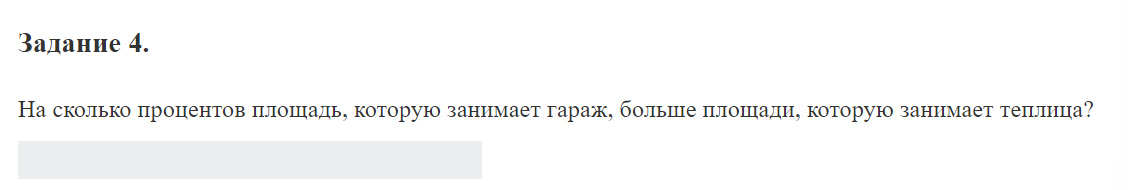 Задание 4.
На сколько процентов площадь, которую занимает гараж, больше площади, которую занимает теплица?